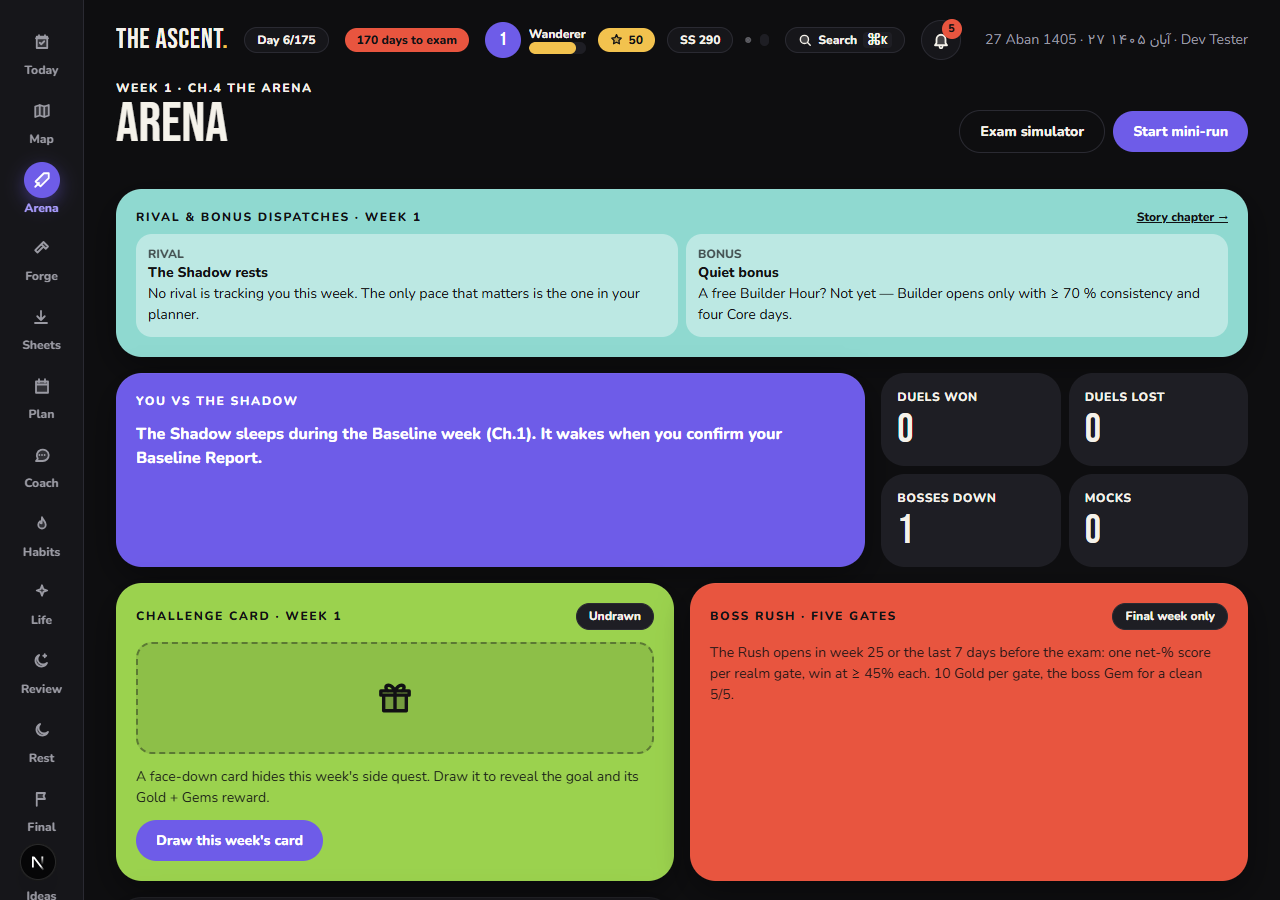 THE ASCENT.
Day 6/175
170 days to exam
1
Wanderer
50
SS 290
Search ⌘K
5
27 Aban 1405 · ۲۷ آبان ۱۴۰۵ · Dev Tester
Today
Map
Arena
Forge
Sheets
Plan
Coach
Habits
Life
Review
Rest
Final
N
Ideas
WEEK 1 · CH.4 THE ARENA
ARENA
Exam simulator
Start mini-run
RIVAL & BONUS DISPATCHES · WEEK 1
Story chapter →
RIVAL
The Shadow rests
No rival is tracking you this week. The only pace that matters is the one in your
planner.
BONUS
Quiet bonus
A free Builder Hour? Not yet — Builder opens only with ≥ 70 % consistency and
four Core days.
YOU VS THE SHADOW
The Shadow sleeps during the Baseline week (Ch.1). It wakes when you confirm your
Baseline Report.
DUELS WON
0
DUELS LOST
0
BOSSES DOWN
1
MOCKS
0
CHALLENGE CARD · WEEK 1
Undrawn
A face-down card hides this week's side quest. Draw it to reveal the goal and its
Gold + Gems reward.
Draw this week's card
BOSS RUSH · FIVE GATES
Final week only
The Rush opens in week 25 or the last 7 days before the exam: one net-% score
per realm gate, win at ≥ 45% each. 10 Gold per gate, the boss Gem for a clean
5/5.